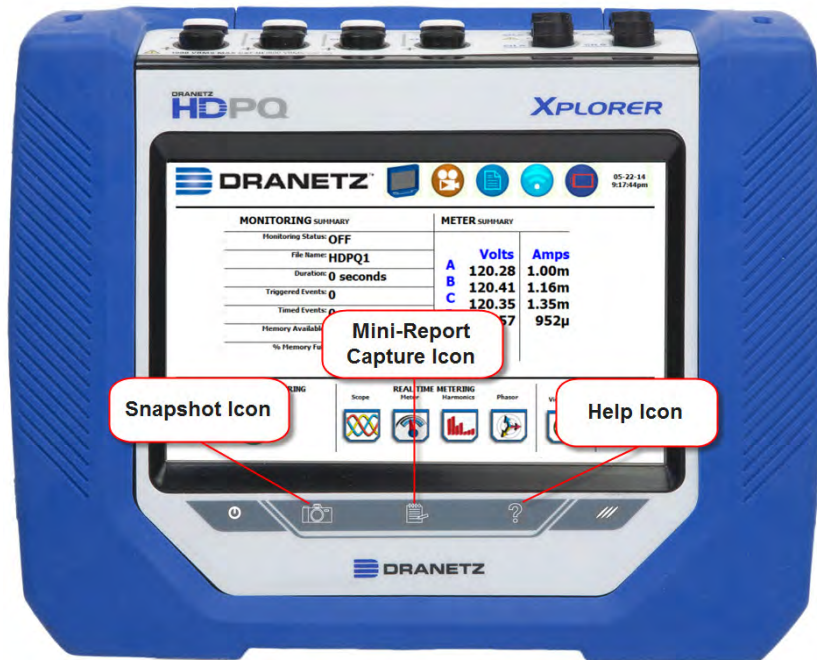 DRANETZ
HDPQ
XPLORER
DRANETZ
05-22-14
9:17:44pm
MONITORING SUMMARY
METER SUMMARY
Monitoring Status: OFF
File Name: HDPQ1
Duration: 0 seconds
Triggered Events: 0
Timed Events:
Memory
% Memory
Volts Amps
A 120.28 1.00m
B 120.41 1.16m
C 120.35 1.35m
57 952µ
Mini-Report
Capture Icon
Snapshot Icon
Help Icon
REAL TIME METERING
Scope Meter Harmonics Phasor
?
DRANETZ